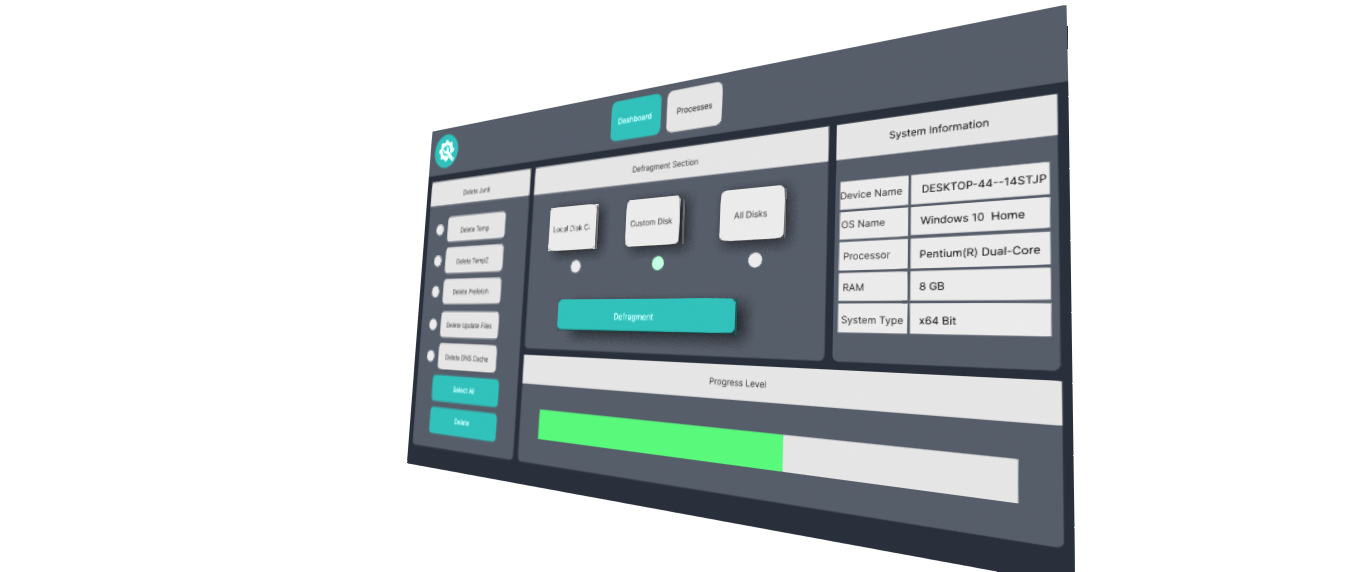 Dashboard
Processes
Delete Junk
Delete Temp
Delete Temp2
Delete Prefetch
Delete Update Files
Delete DNS Cache
Select All
Delete
Defragment Section
Local Disk C:
Custom Disk
All Disks
Defragment
System Information
Device Name DESKTOP-44--14STJP
OS Name Windows 10 Home
Processor Pentium(R) Dual-Core
RAM 8 GB
System Type x64 Bit
Progress Level